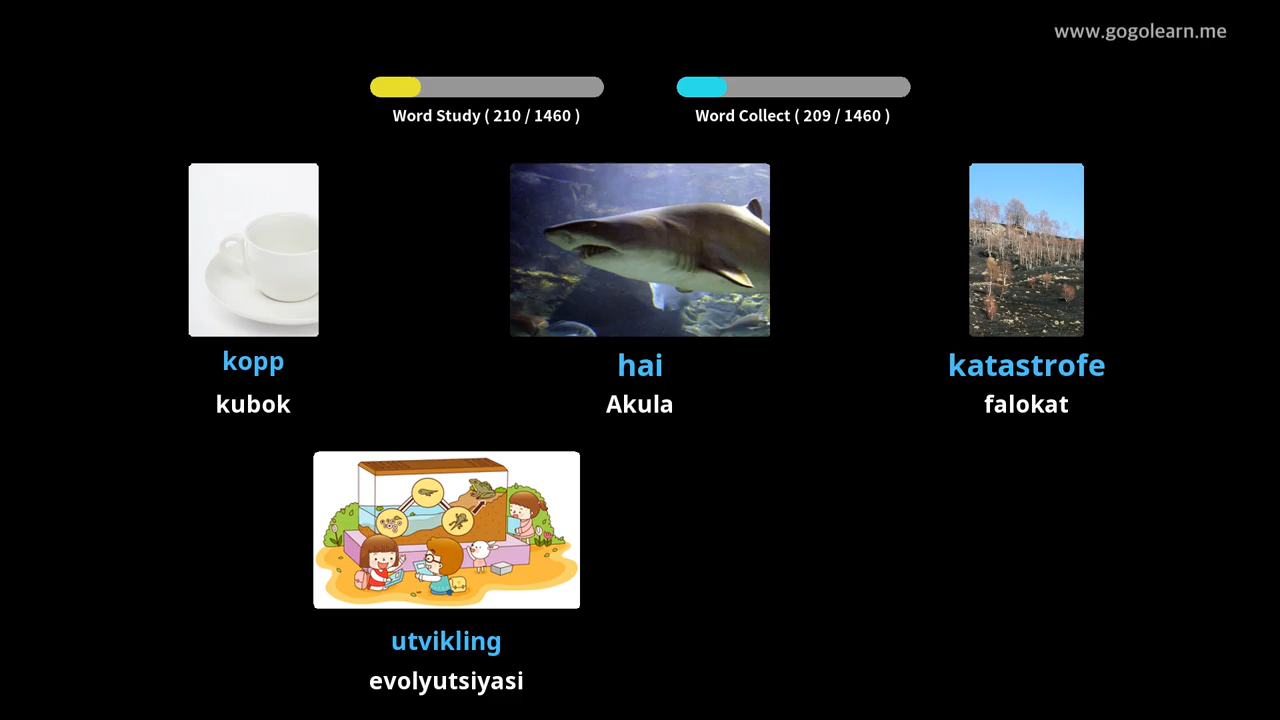 www.gogolearn.me
Word Study ( 210 / 1460 )
Word Collect ( 209 / 1460 )
kopp
kubok
hai
Akula
katastrofe
falokat
utvikling
evolyutsiyasi